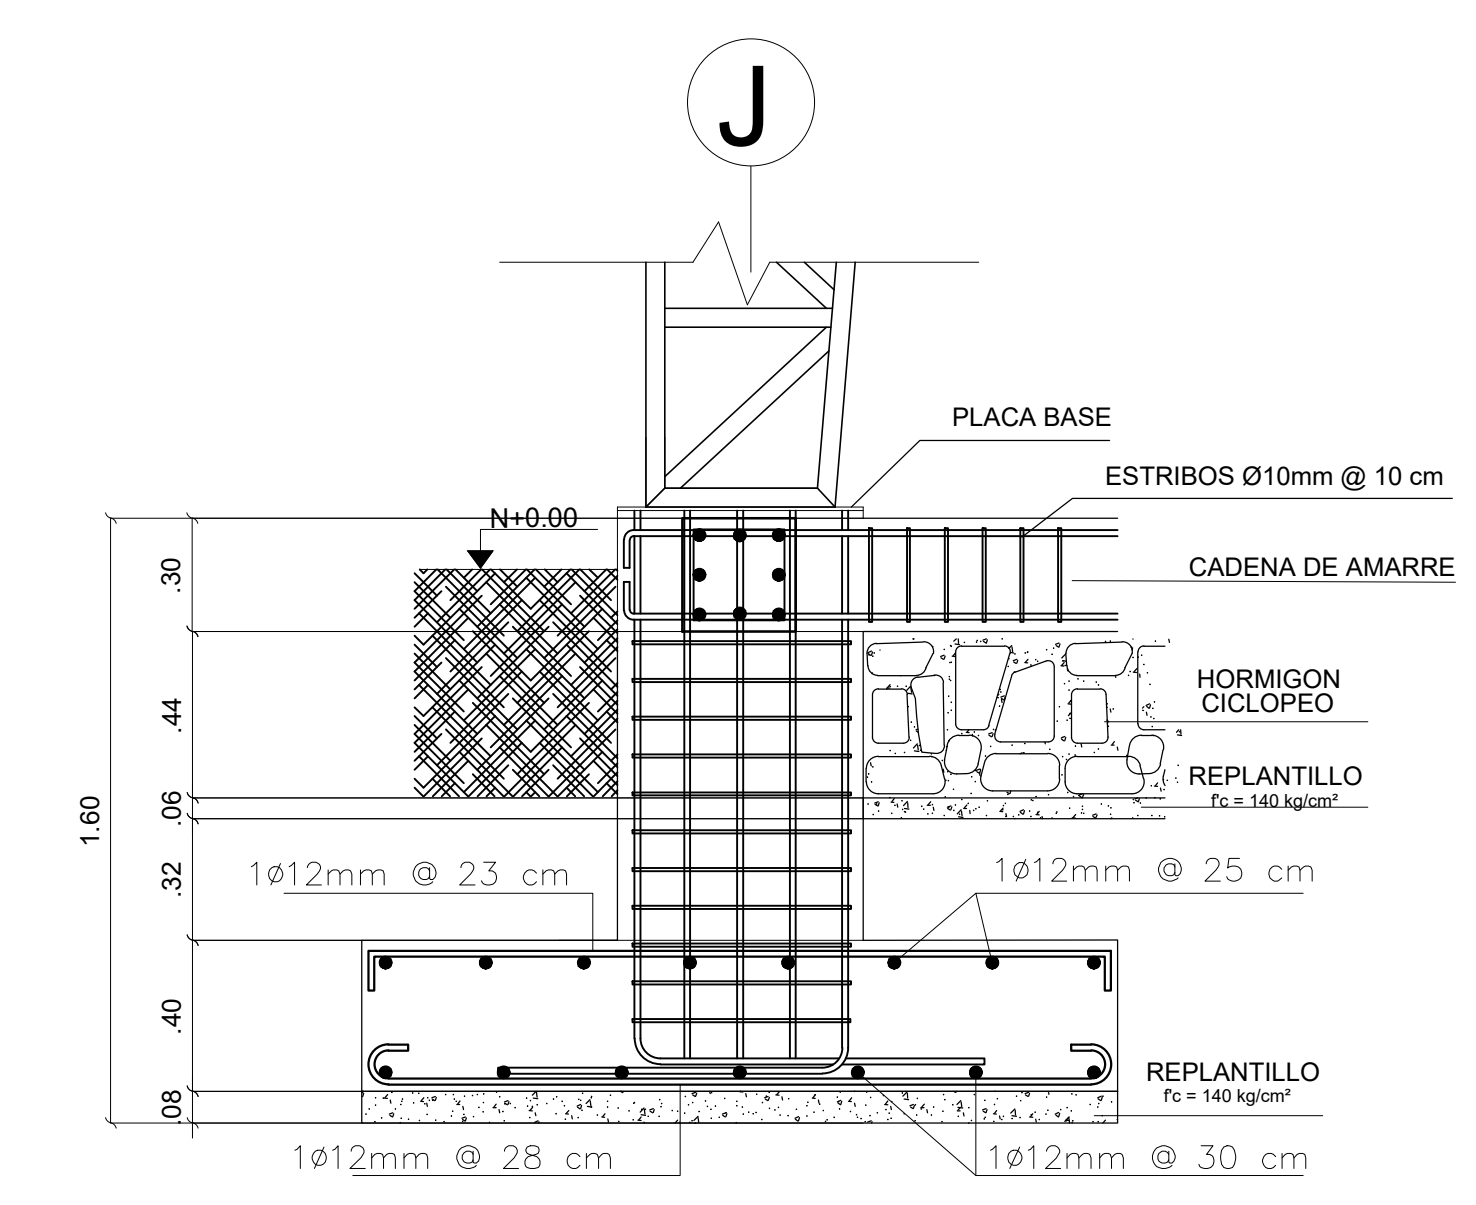 J
PLACA BASE
ESTRIBOS Ø10mm @ 10 cm
N+0.00
CADENA DE AMARRE
.30
HORMIGON
CICLOPEO
.44
REPLANTILLO
f'c = 140 kg/cm²
.06
1.60
1ø12mm @ 23 cm
1ø12mm @ 25 cm
.32
.40
REPLANTILLO
f'c = 140 kg/cm²
.08
1ø12mm @ 28 cm
1ø12mm @ 30 cm